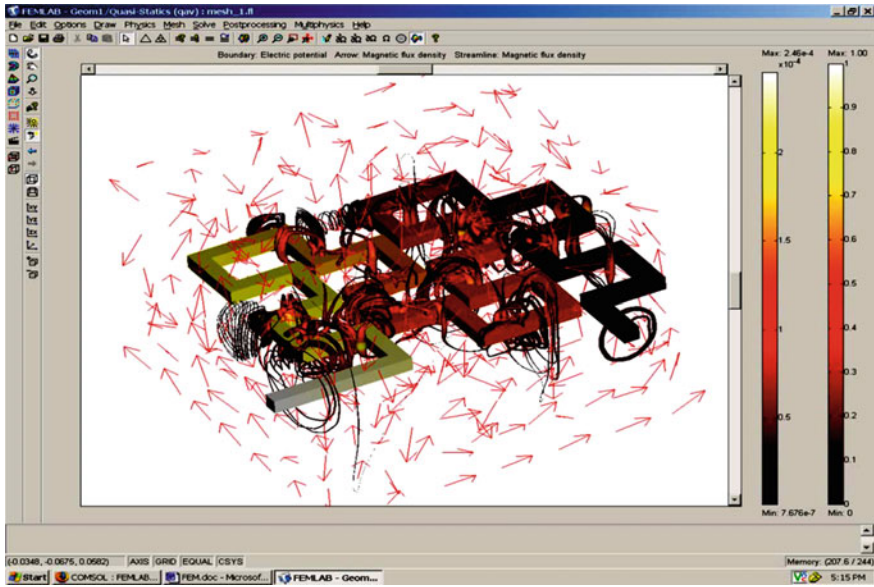 FEMLAB - Geom1/Quasi-Statics (qav) : mesh_1.fl
File Edit Options Draw Physics Mesh Solve Postprocessing Multiphysics Help
Boundary: Electric potential Arrow: Magnetic flux density Streamline: Magnetic flux density
Max: 2.46e-4 Max: 1.00
×10⁻⁴
1
0.9
0.8
2
0.7
0.6
1.5
0.5
0.4
1
0.3
0.2
0.5
0.1
0
Min: 7.676e-7 Min: 0
(-0.0348, -0.0675, 0.0582) AXIS GRID EQUAL CSYS Memory: (207.6 / 244)
Start COMSOL : FEMLAB... FEM.doc - Microsof... FEMLAB - Geom... 5:15 PM